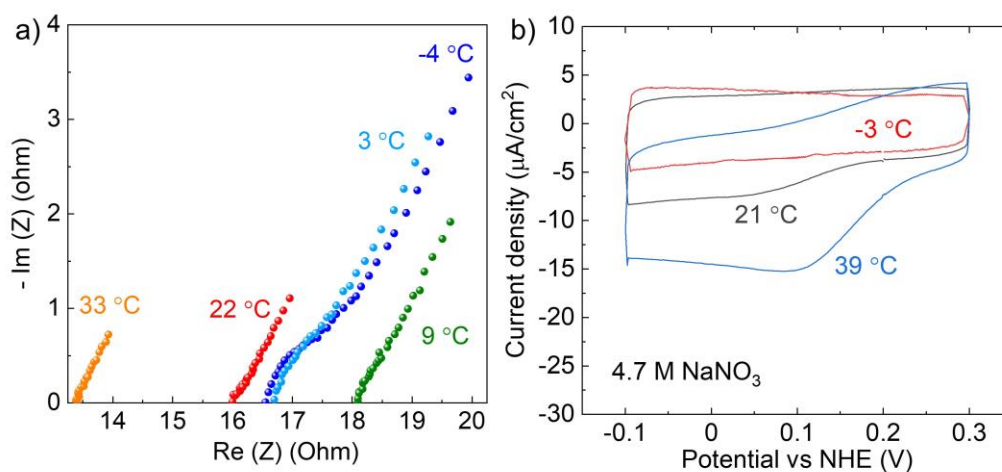 a)
4
3
2
1
0
- Im (Z) (ohm)
-4 °C
3 °C
33 °C
22 °C
9 °C
14 15 16 17 18 19 20
Re (Z) (Ohm)
b)
10
5
0
-5
-10
-15
-20
-25
-30
Current density (µA/cm²)
-3 °C
21 °C
39 °C
4.7 M NaNO₃
-0.1 0 0.1 0.2 0.3
Potential vs NHE (V)